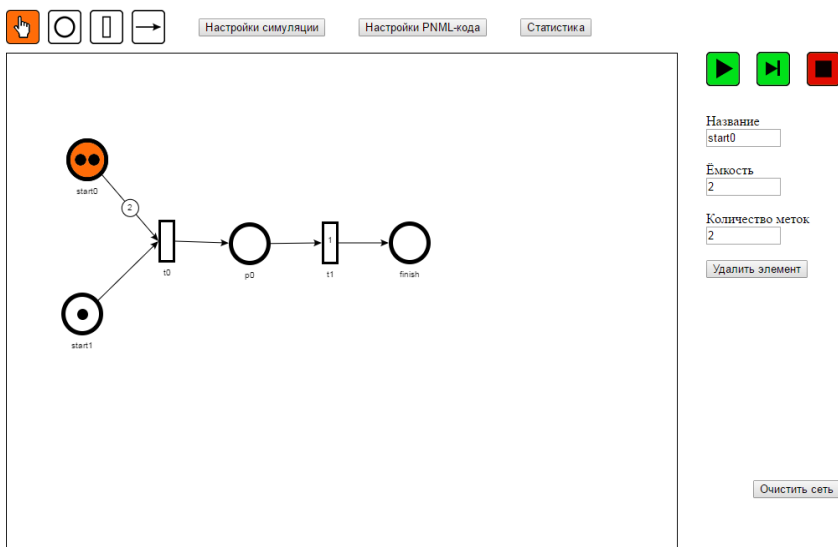 Настройки симуляции
Настройки PNML-кода
Статистика
Название
start0
Ёмкость
2
Количество меток
2
Удалить элемент
start0
2
t0
p0
1
t1
finish
start1
Очистить сеть